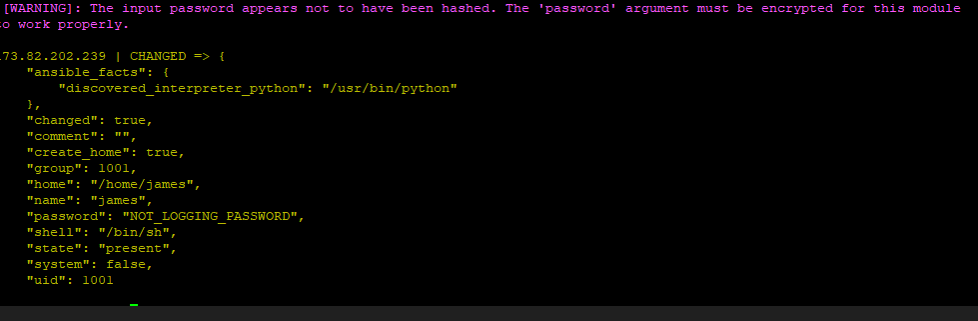 [WARNING]: The input password appears not to have been hashed. The 'password' argument must be encrypted for this module
to work properly.
173.82.202.239 | CHANGED => {
"ansible_facts": {
"discovered_interpreter_python": "/usr/bin/python"
},
"changed": true,
"comment": "",
"create_home": true,
"group": 1001,
"home": "/home/james",
"name": "james",
"password": "NOT_LOGGING_PASSWORD",
"shell": "/bin/sh",
"state": "present",
"system": false,
"uid": 1001